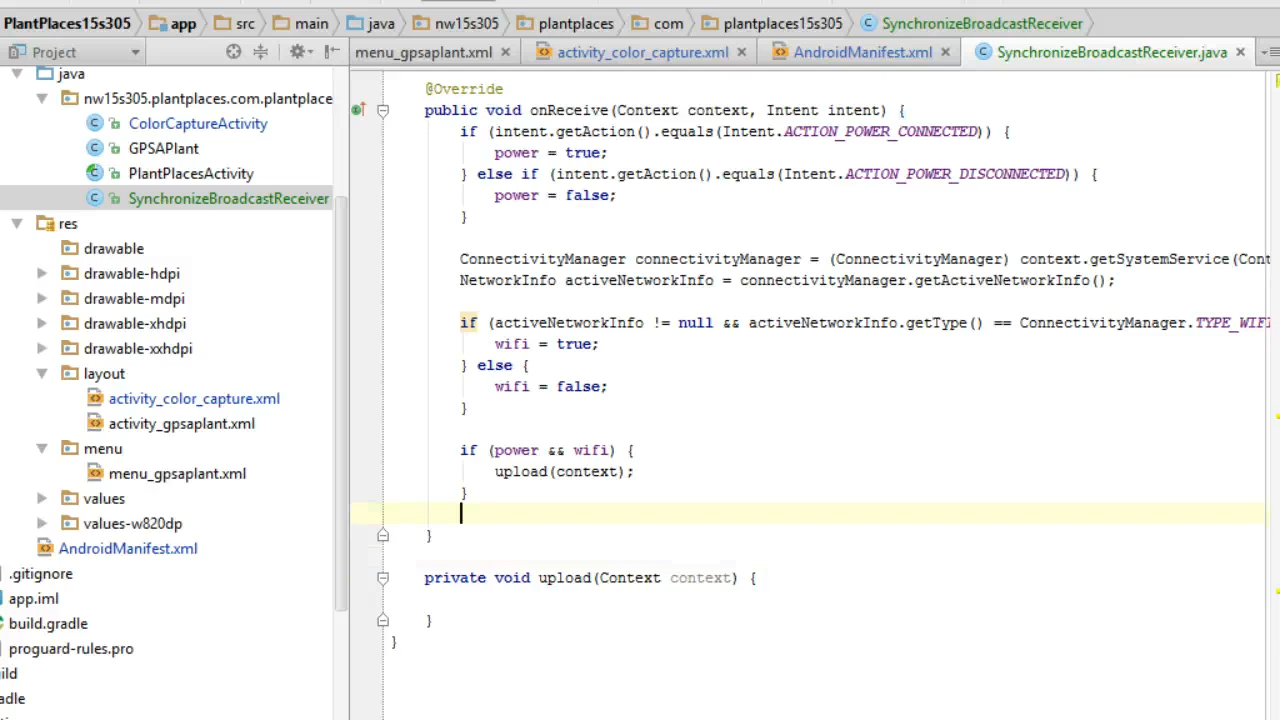 PlantPlaces15s305 app src main java nw15s305 plantplaces com plantplaces15s305 SynchronizeBroadcastReceiver
Project
menu_gpsaplant.xml activity_color_capture.xml AndroidManifest.xml SynchronizeBroadcastReceiver.java
java
nw15s305.plantplaces.com.plantplace
ColorCaptureActivity
GPSAPlant
PlantPlacesActivity
SynchronizeBroadcastReceiver
res
drawable
drawable-hdpi
drawable-mdpi
drawable-xhdpi
drawable-xxhdpi
layout
activity_color_capture.xml
activity_gpsaplant.xml
menu
menu_gpsaplant.xml
values
values-w820dp
AndroidManifest.xml
.gitignore
app.iml
build.gradle
proguard-rules.pro
ild
adle
@Override
public void onReceive(Context context, Intent intent) {
if (intent.getAction().equals(Intent.ACTION_POWER_CONNECTED)) {
power = true;
} else if (intent.getAction().equals(Intent.ACTION_POWER_DISCONNECTED)) {
power = false;
}
ConnectivityManager connectivityManager = (ConnectivityManager) context.getSystemService(Cont
NetworkInfo activeNetworkInfo = connectivityManager.getActiveNetworkInfo();
if (activeNetworkInfo != null && activeNetworkInfo.getType() == ConnectivityManager.TYPE_WIFI
wifi = true;
} else {
wifi = false;
}
if (power && wifi) {
upload(context);
}
}
private void upload(Context context) {
}
}